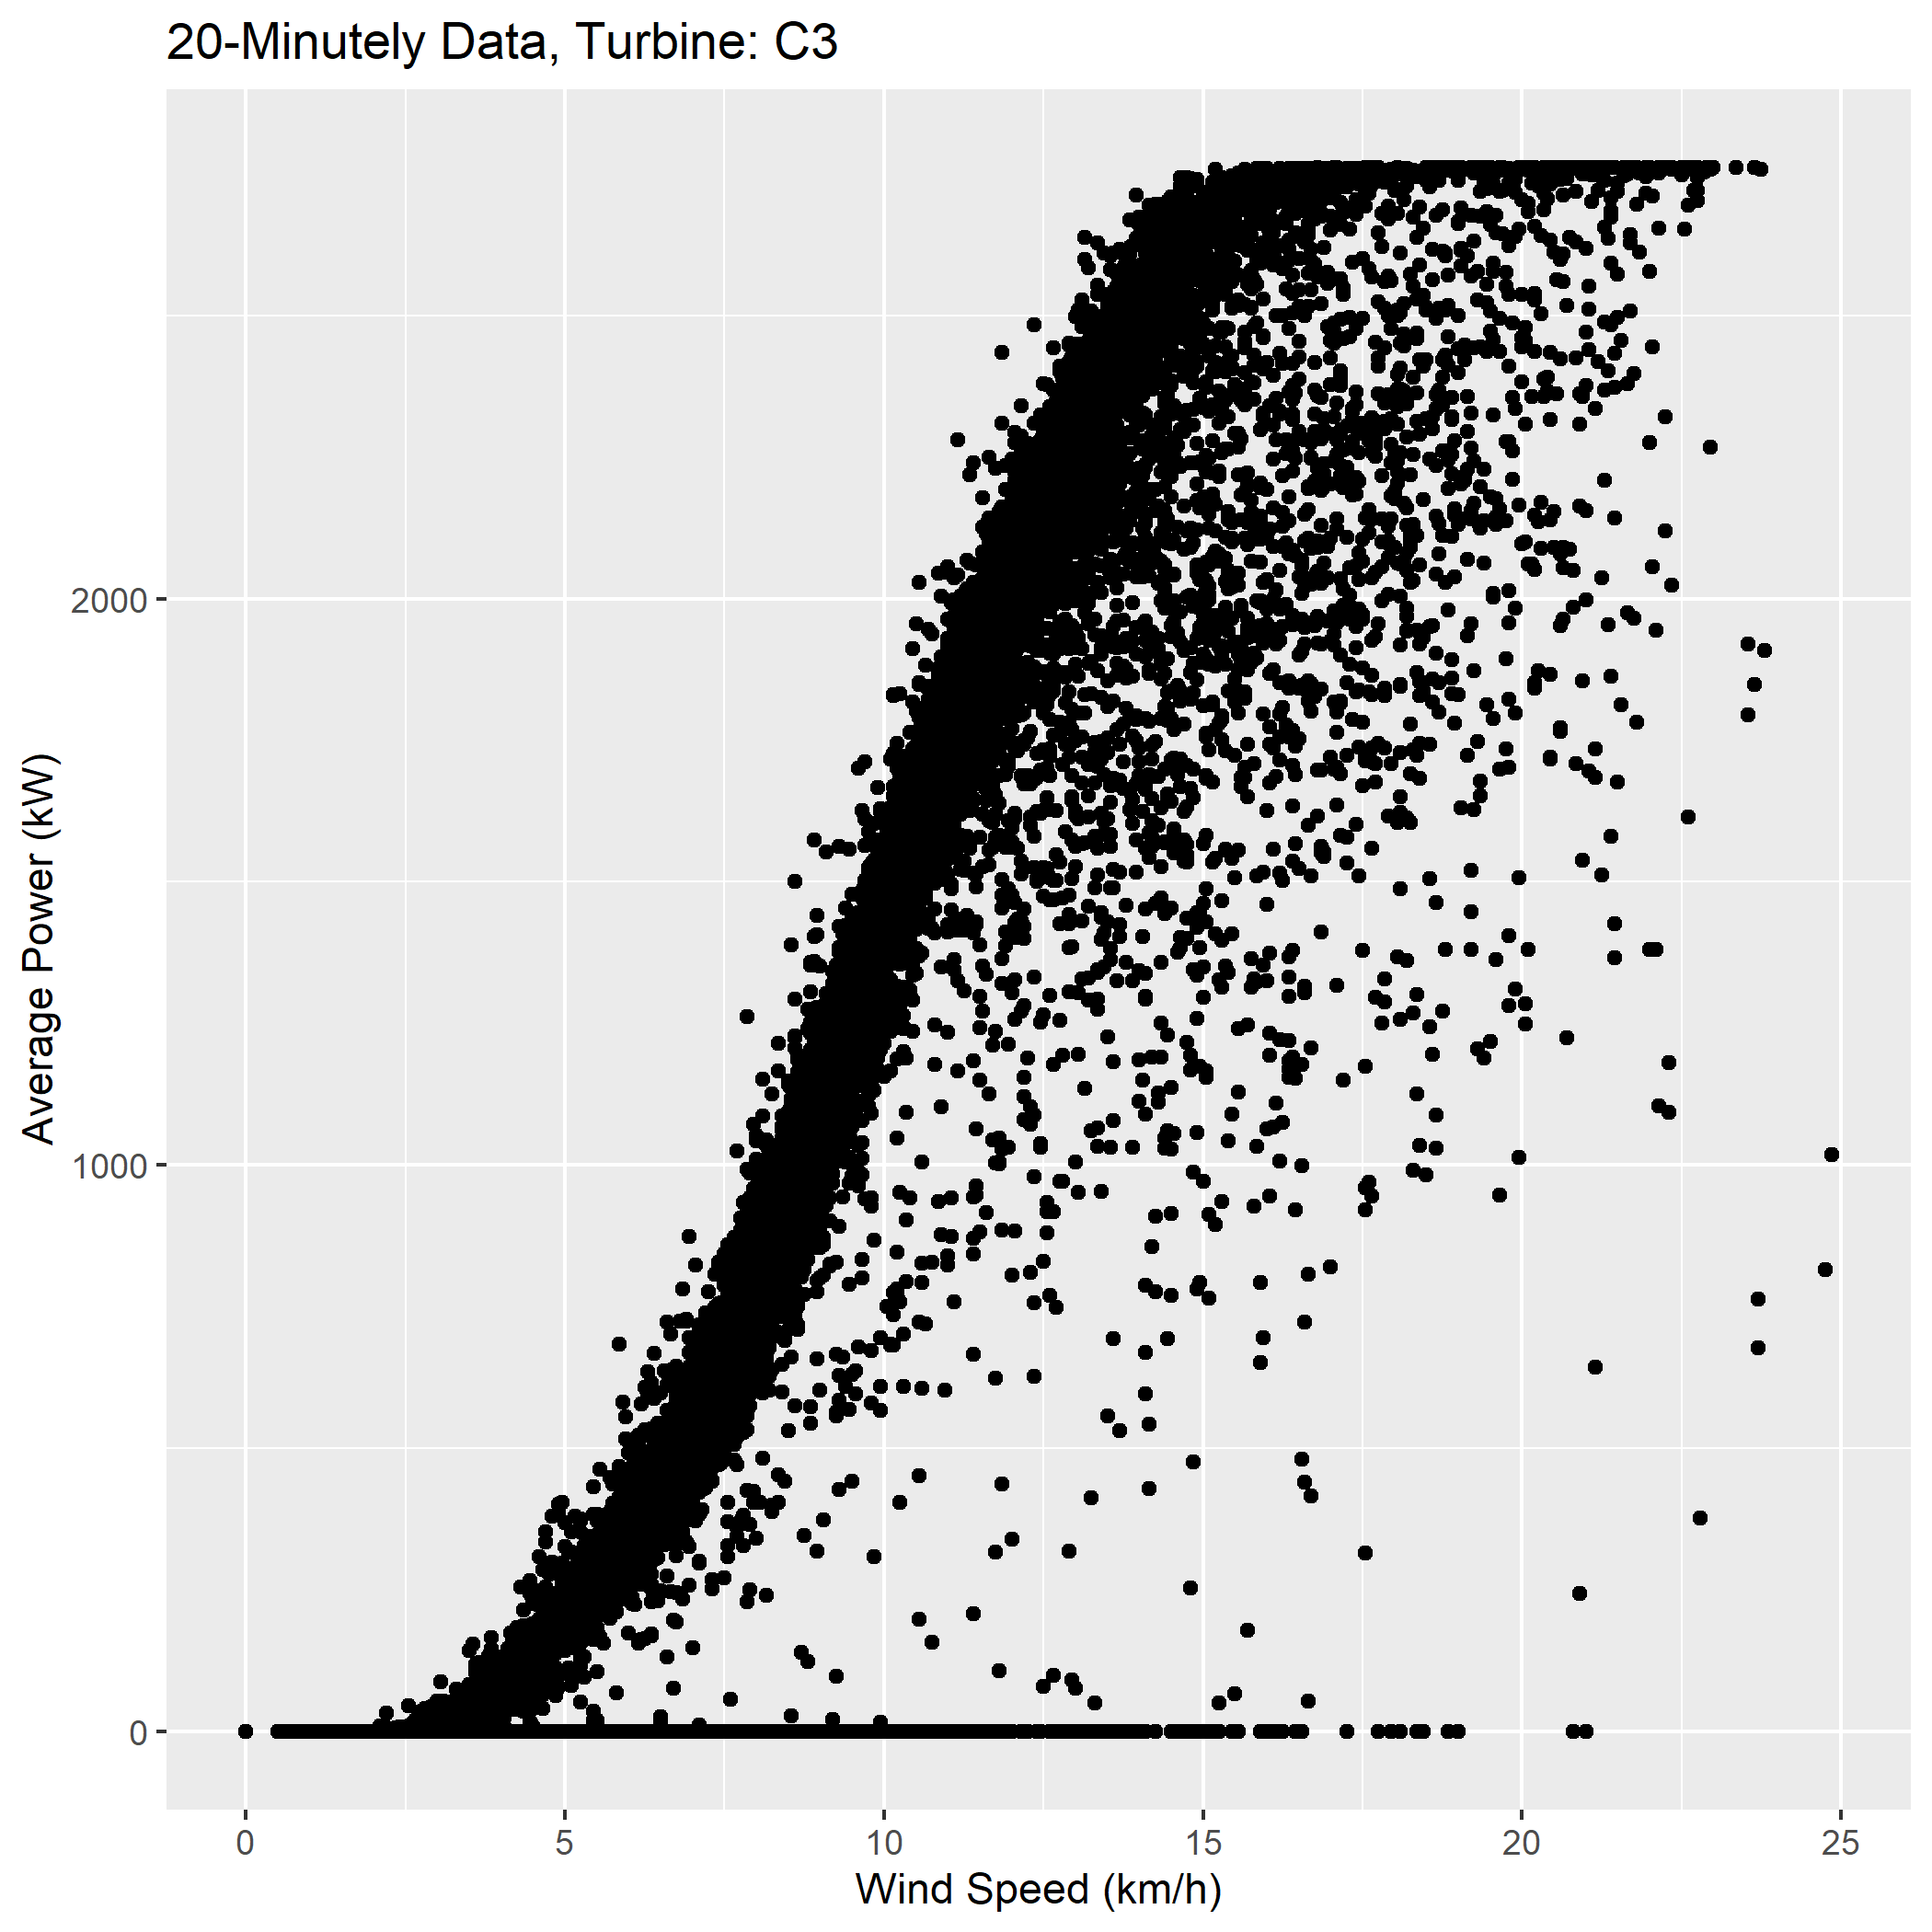 20-Minutely Data, Turbine: C3
Average Power (kW)
2000
1000
0
0 5 10 15 20 25
Wind Speed (km/h)